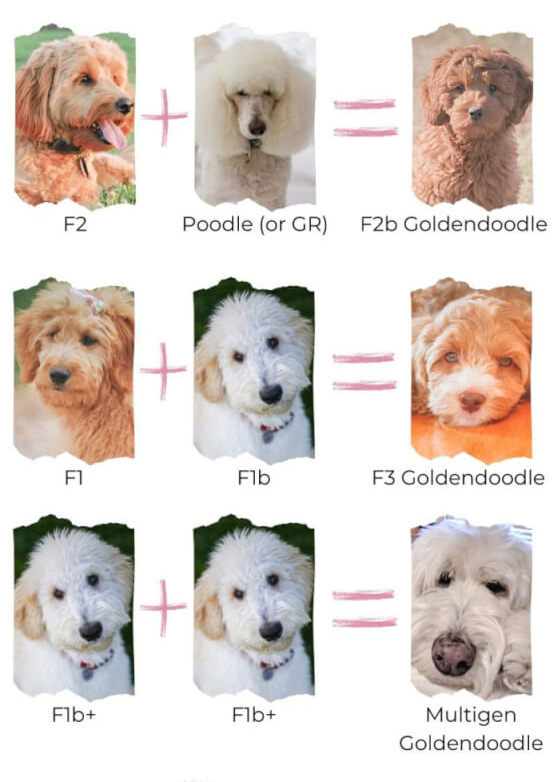 F2
Poodle (or GR)
F2b Goldendoodle
F1
F1b
F3 Goldendoodle
F1b+
F1b+
Multigen
Goldendoodle